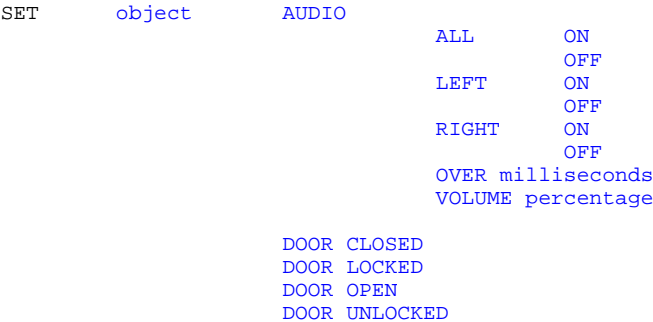 SET object AUDIO
ALL ON
OFF
LEFT ON
OFF
RIGHT ON
OFF
OVER milliseconds
VOLUME percentage
DOOR CLOSED
DOOR LOCKED
DOOR OPEN
DOOR UNLOCKED